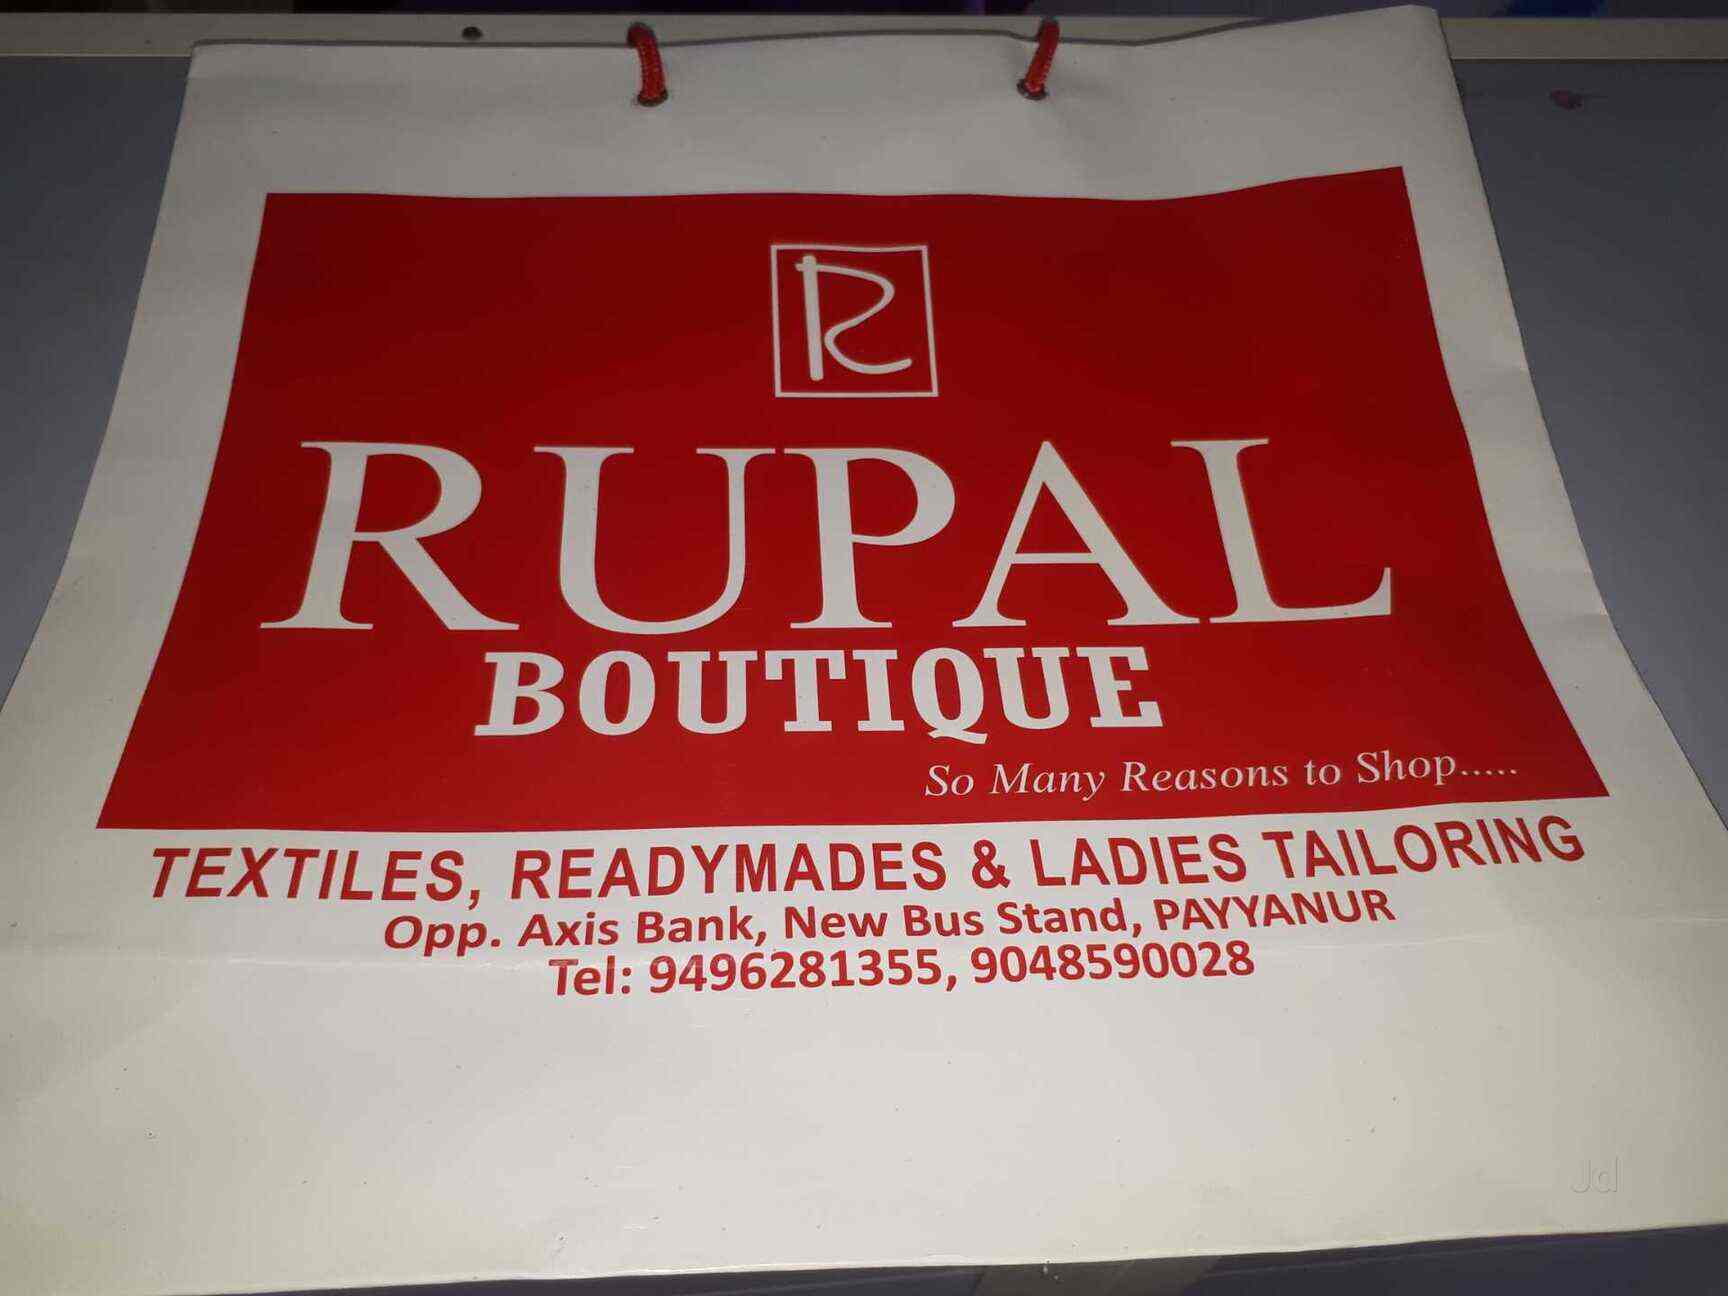 R
RUPAL
BOUTIQUE
So Many Reasons to Shop.....
TEXTILES, READYMADES & LADIES TAILORING
Opp. Axis Bank, New Bus Stand, PAYYANUR
Tel: 9496281355, 9048590028
Jd